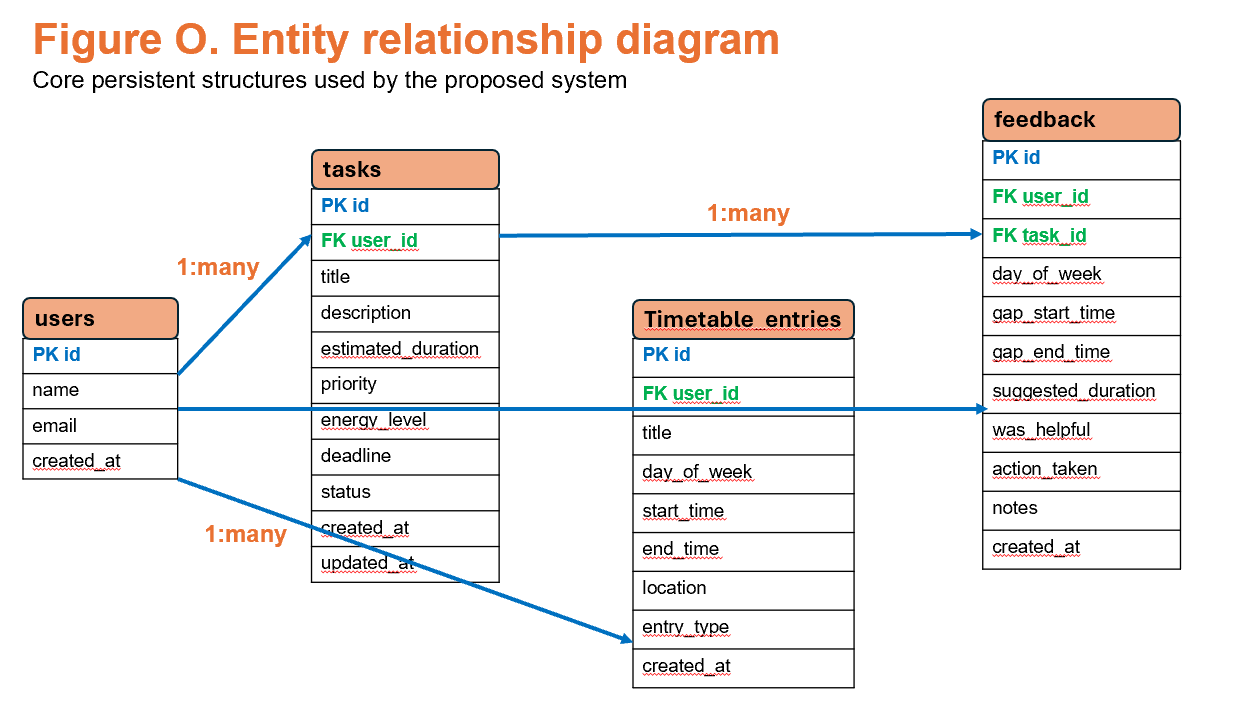 Figure O. Entity relationship diagram
Core persistent structures used by the proposed system
users
PK id
name
email
created_at
1:many
1:many
tasks
PK id
FK user_id
title
description
estimated_duration
priority
energy_level
deadline
status
created_at
updated_at
1:many
Timetable_entries
PK id
FK user_id
title
day_of_week
start_time
end_time
location
entry_type
created_at
feedback
PK id
FK user_id
FK task_id
day_of_week
gap_start_time
gap_end_time
suggested_duration
was_helpful
action_taken
notes
created_at